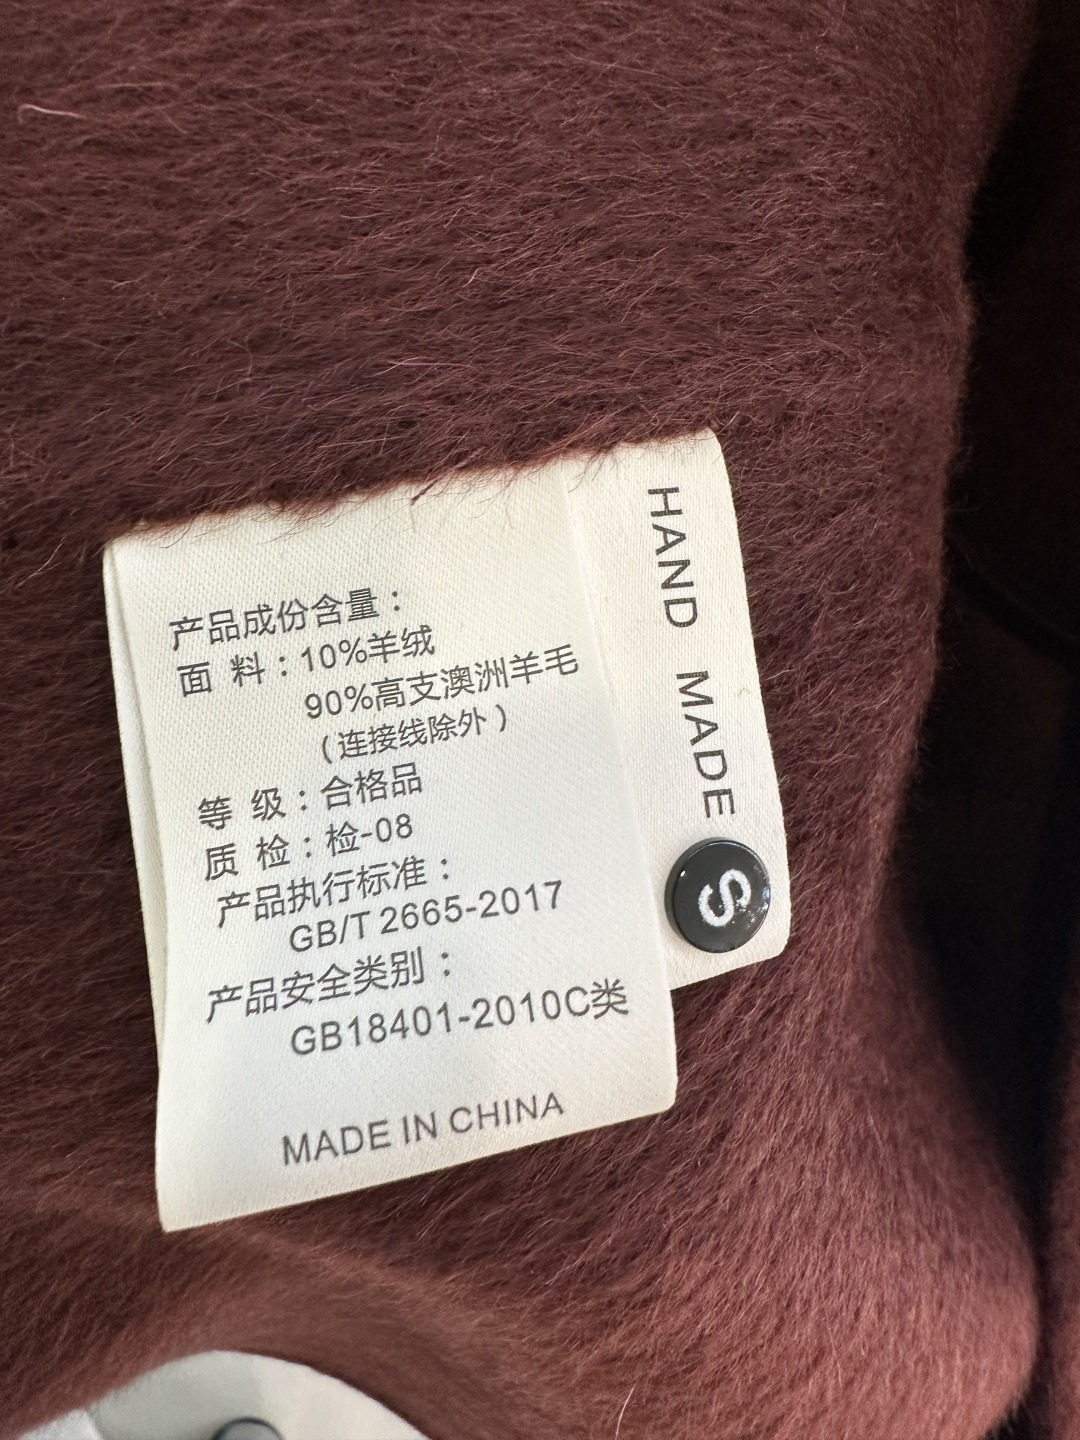 产品成份含量：
面 料：10%羊绒
90%高支澳洲羊毛
(连接线除外)
等 级：合格品
质 检：检-08
产品执行标准：
GB/T 2665-2017
产品安全类别：
GB18401-2010C类
MADE IN CHINA
HAND MADE
S